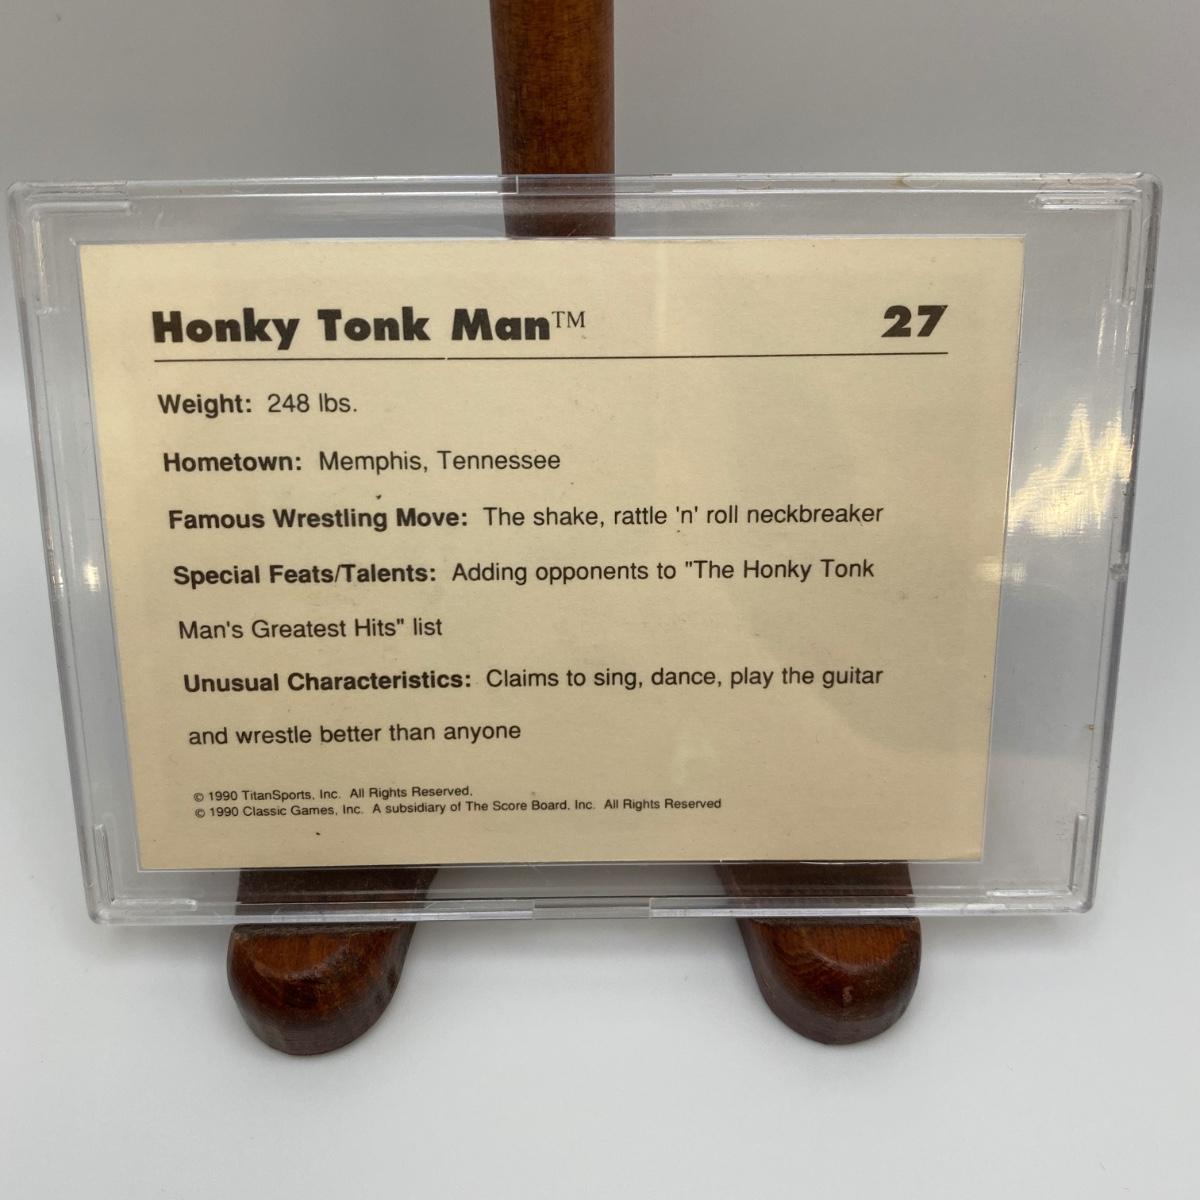 Honky Tonk Man™ 27
Weight: 248 lbs.
Hometown: Memphis, Tennessee
Famous Wrestling Move: The shake, rattle 'n' roll neckbreaker
Special Feats/Talents: Adding opponents to "The Honky Tonk
Man's Greatest Hits" list
Unusual Characteristics: Claims to sing, dance, play the guitar
and wrestle better than anyone
© 1990 TitanSports, Inc. All Rights Reserved.
© 1990 Classic Games, Inc. A subsidiary of The Score Board, Inc. All Rights Reserved